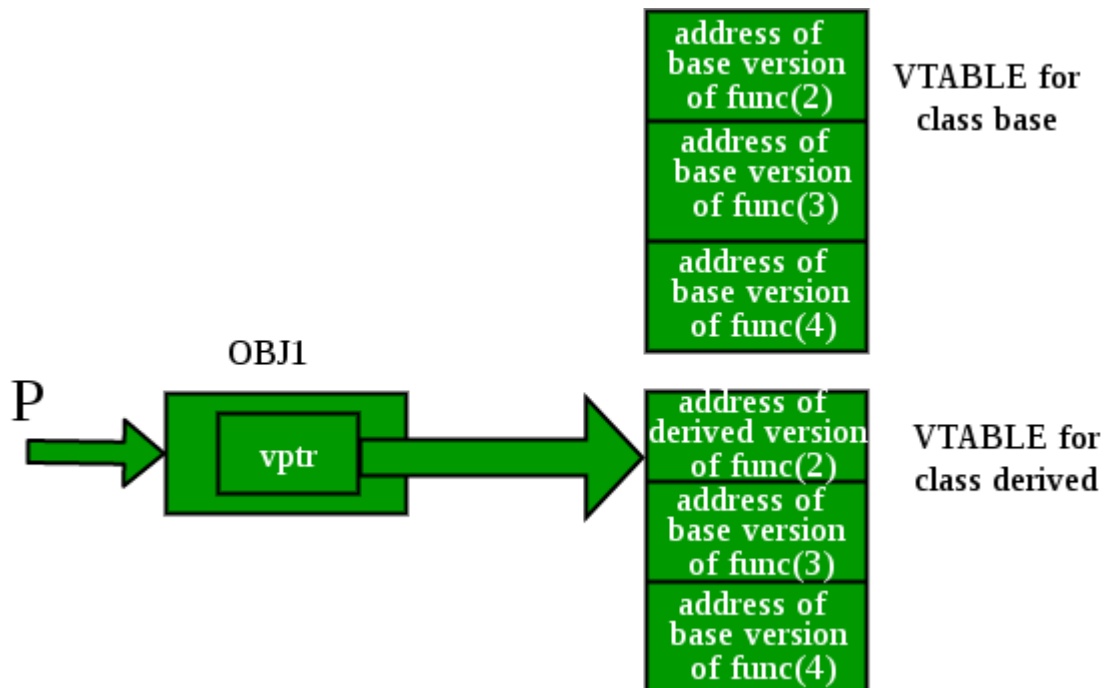 address of
base version
of func(2)
VTABLE for
class base
address of
base version
of func(3)
address of
base version
of func(4)
OBJ1
P
vptr
address of
derived version
of func(2)
VTABLE for
class derived
address of
base version
of func(3)
address of
base version
of func(4)